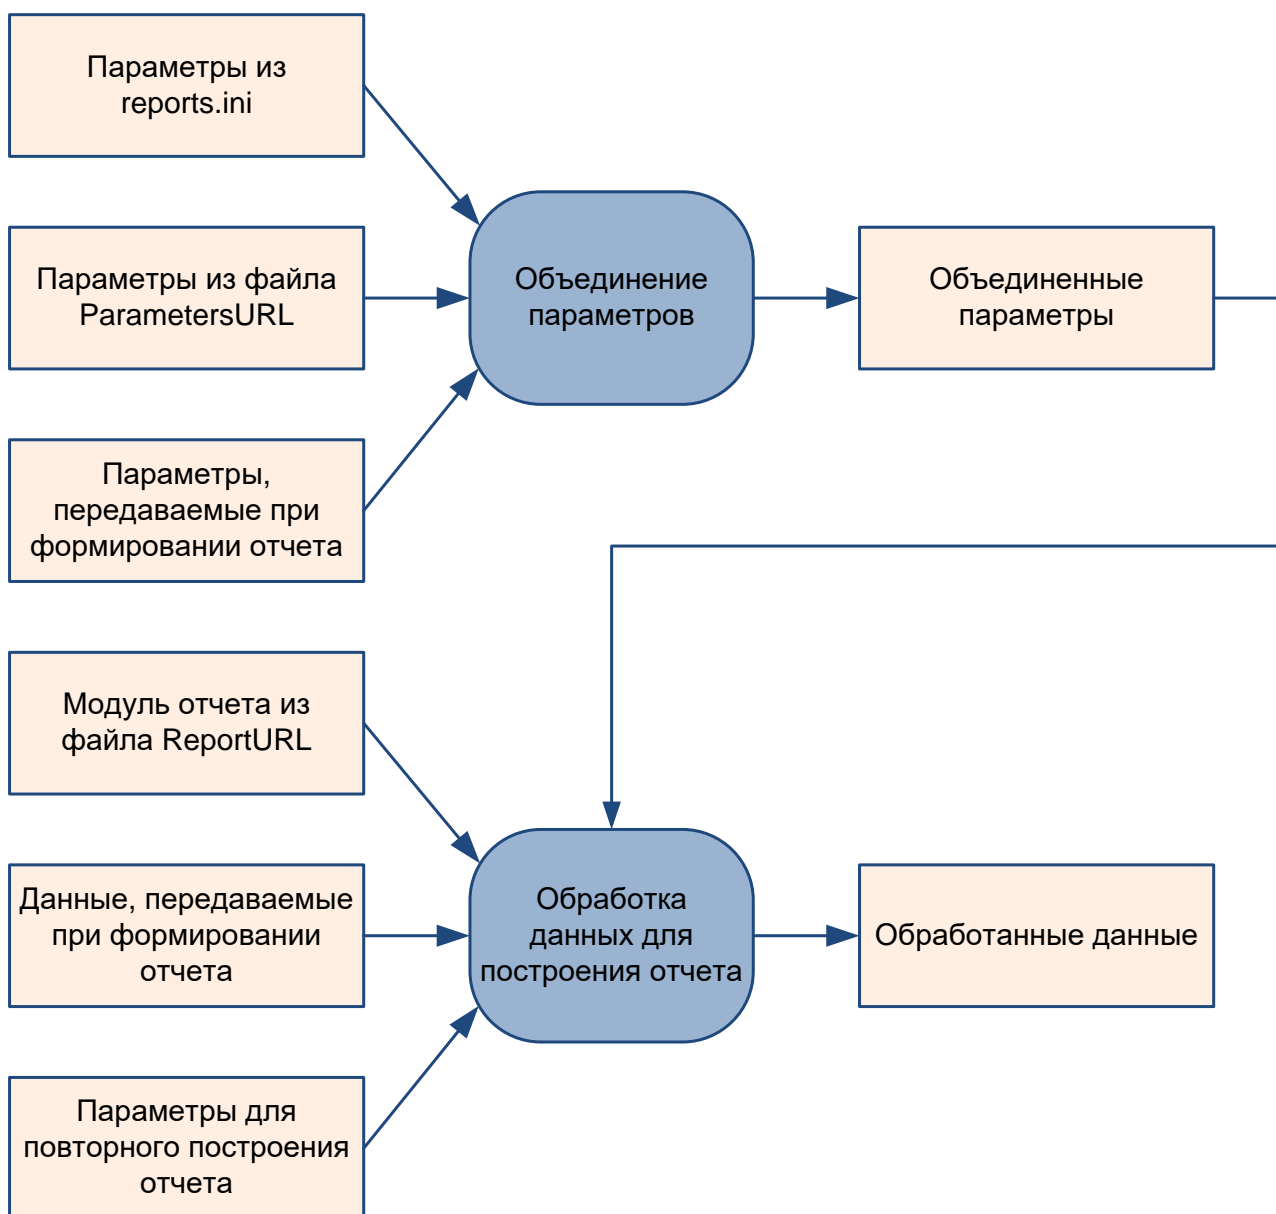 Параметры из
reports.ini
Параметры из файла
ParametersURL
Объединение
параметров
Объединенные
параметры
Параметры,
передаваемые при
формировании отчета
Модуль отчета из
файла ReportURL
Данные, передаваемые
при формировании
отчета
Обработка
данных для
построения отчета
Обработанные данные
Параметры для
повторного построения
отчета